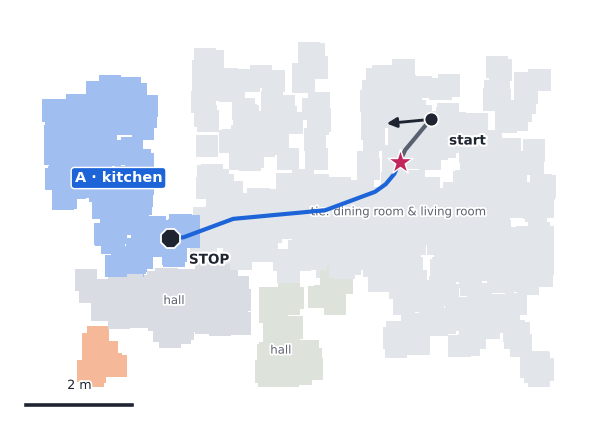 start
A · kitchen
tie: dining room & living room
STOP
hall
hall
2 m